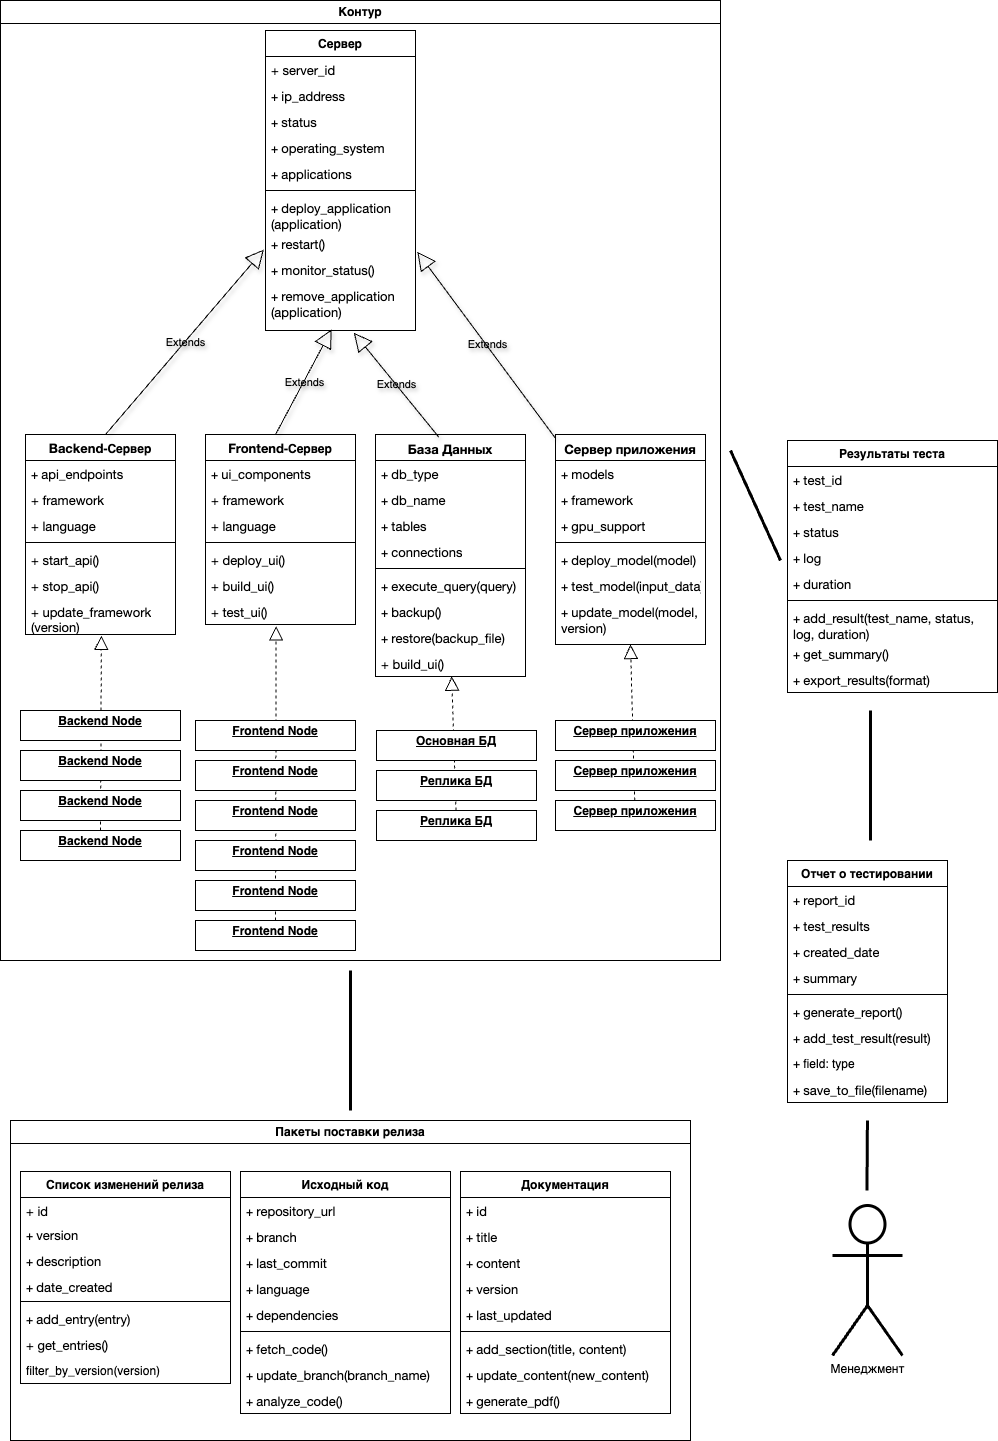 Контур
Сервер
+ server_id
+ ip_address
+ status
+ operating_system
+ applications
+ deploy_application
(application)
+ restart()
+ monitor_status()
+ remove_application
(application)
Extends
Extends
Extends
Extends
Backend-Сервер
+ api_endpoints
+ framework
+ language
+ start_api()
+ stop_api()
+ update_framework
(version)
Backend Node
Backend Node
Backend Node
Backend Node
Frontend-Сервер
+ ui_components
+ framework
+ language
+ deploy_ui()
+ build_ui()
+ test_ui()
Frontend Node
Frontend Node
Frontend Node
Frontend Node
Frontend Node
Frontend Node
База Данных
+ db_type
+ db_name
+ tables
+ connections
+ execute_query(query)
+ backup()
+ restore(backup_file)
+ build_ui()
Основная БД
Реплика БД
Реплика БД
Сервер приложения
+ models
+ framework
+ gpu_support
+ deploy_model(model)
+ test_model(input_data)
+ update_model(model,
version)
Сервер приложения
Сервер приложения
Сервер приложения
Результаты теста
+ test_id
+ test_name
+ status
+ log
+ duration
+ add_result(test_name, status,
log, duration)
+ get_summary()
+ export_results(format)
Отчет о тестировании
+ report_id
+ test_results
+ created_date
+ summary
+ generate_report()
+ add_test_result(result)
+ field: type
+ save_to_file(filename)
Менеджмент
Пакеты поставки релиза
Список изменений релиза
+ id
+ version
+ description
+ date_created
+ add_entry(entry)
+ get_entries()
filter_by_version(version)
Исходный код
+ repository_url
+ branch
+ last_commit
+ language
+ dependencies
+ fetch_code()
+ update_branch(branch_name)
+ analyze_code()
Документация
+ id
+ title
+ content
+ version
+ last_updated
+ add_section(title, content)
+ update_content(new_content)
+ generate_pdf()